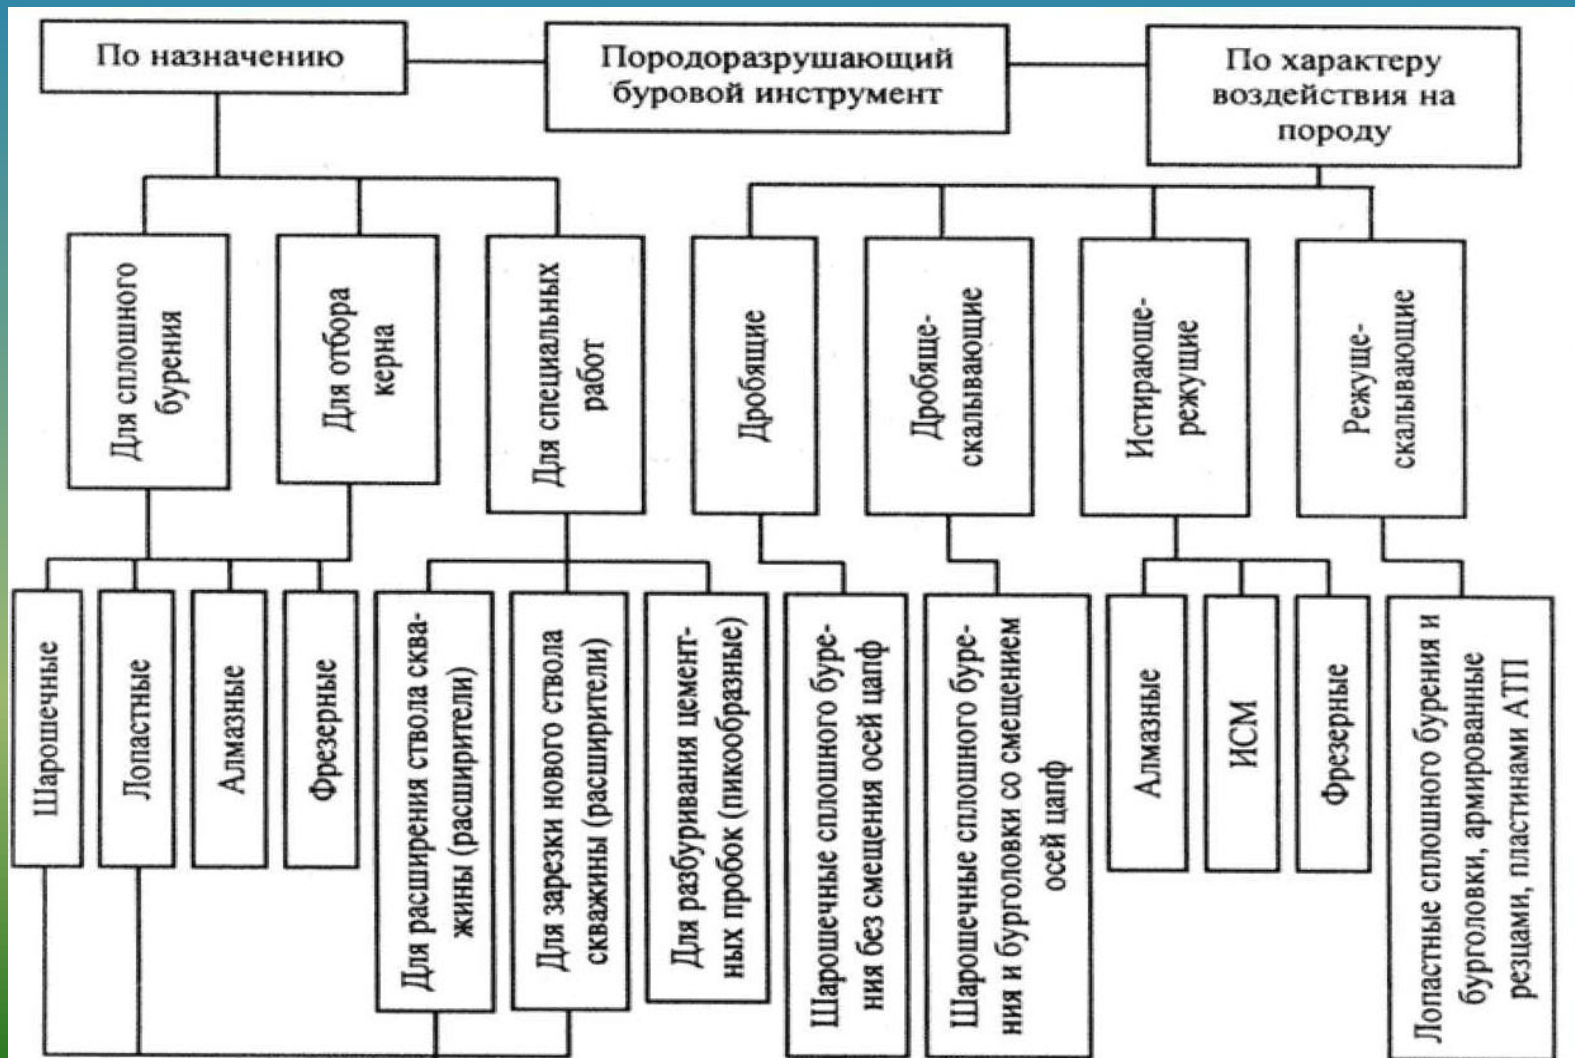 По назначению
Породоразрушающий
буровой инструмент
По характеру
воздействия на
породу
Для сплошного
бурения
Для отбора
керна
Для специальных
работ
Дробящие
Дробяще-
скалывающие
Истирающе-
режущие
Режуще-
скалывающие
Шарошечные
Лопастные
Алмазные
Фрезерные
Для расширения ствола сква-
жины (расширители)
Для зарезки нового ствола
скважины (расширители)
Для разбуривания цемент-
ных пробок (пикообразные)
Шарошечные сплошного буре-
ния без смещения осей цапф
Шарошечные сплошного буре-
ния и бурголовки со смещением
осей цапф
Алмазные
ИСМ
Фрезерные
Лопастные сплошного бурения и
бурголовки, армированные
резцами, пластинами АТП